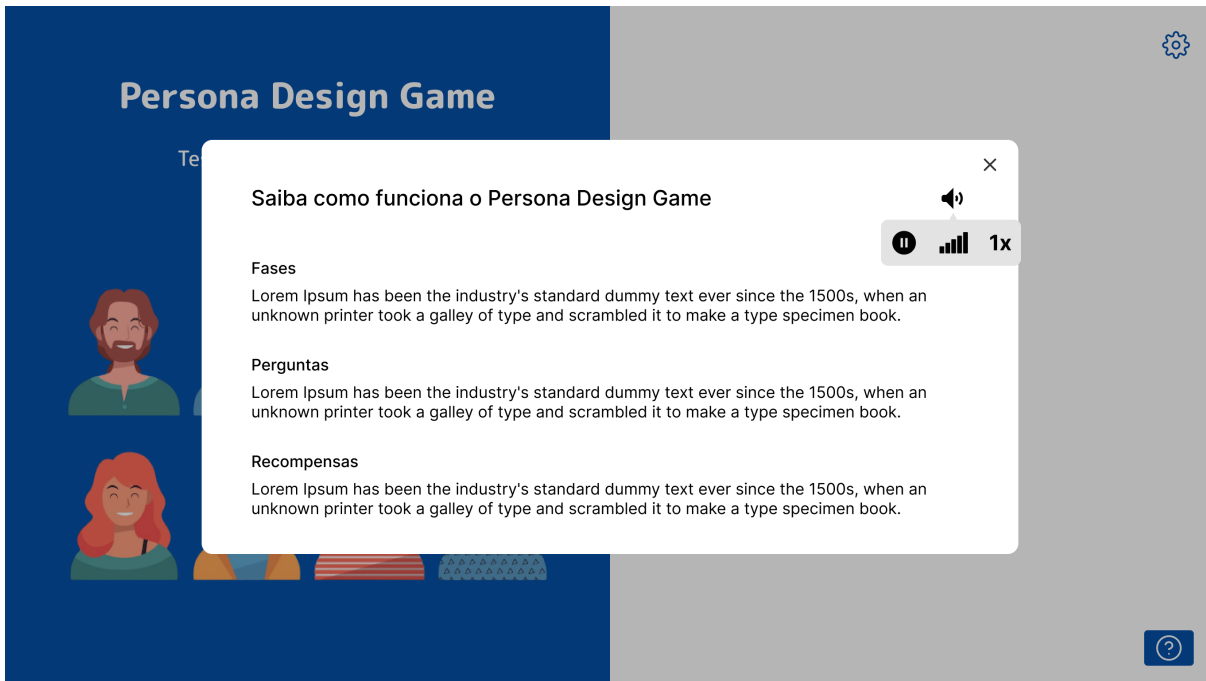 Persona Design Game
Saiba como funciona o Persona Design Game
1x
Fases
Lorem Ipsum has been the industry's standard dummy text ever since the 1500s, when an
unknown printer took a galley of type and scrambled it to make a type specimen book.
Perguntas
Lorem Ipsum has been the industry's standard dummy text ever since the 1500s, when an
unknown printer took a galley of type and scrambled it to make a type specimen book.
Recompensas
Lorem Ipsum has been the industry's standard dummy text ever since the 1500s, when an
unknown printer took a galley of type and scrambled it to make a type specimen book.
?